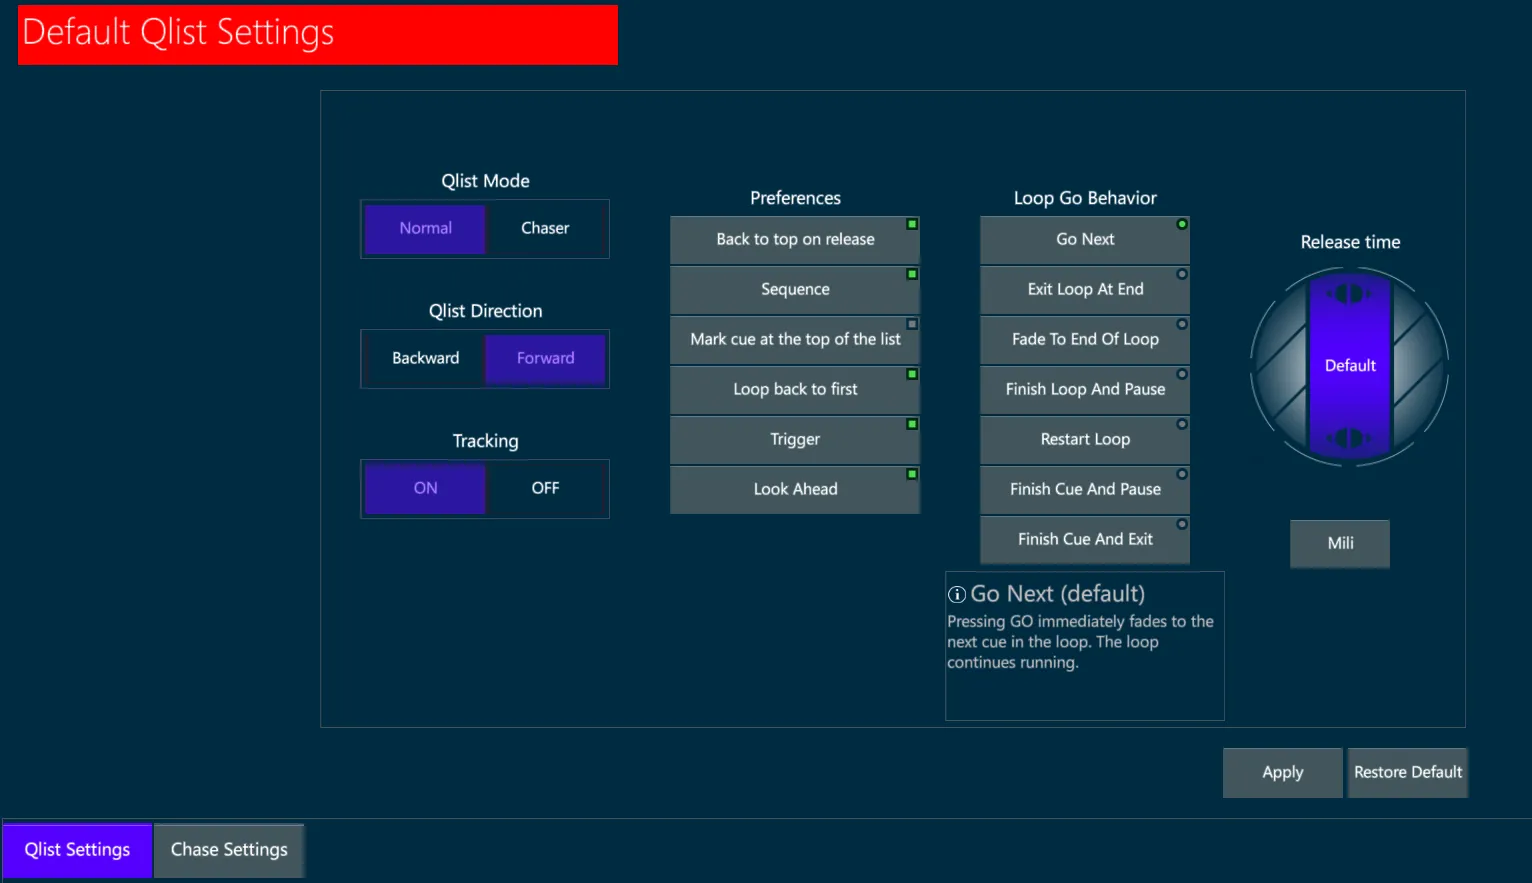 Default Qlist Settings
Qlist Mode
Normal
Chaser
Qlist Direction
Backward
Forward
Tracking
ON
OFF
Preferences
Back to top on release
Sequence
Mark cue at the top of the list
Loop back to first
Trigger
Look Ahead
Loop Go Behavior
Go Next
Exit Loop At End
Fade To End Of Loop
Finish Loop And Pause
Restart Loop
Finish Cue And Pause
Finish Cue And Exit
Go Next (default)
Pressing GO immediately fades to the
next cue in the loop. The loop
continues running.
Release time
Default
Mili
Apply
Restore Default
Qlist Settings
Chase Settings